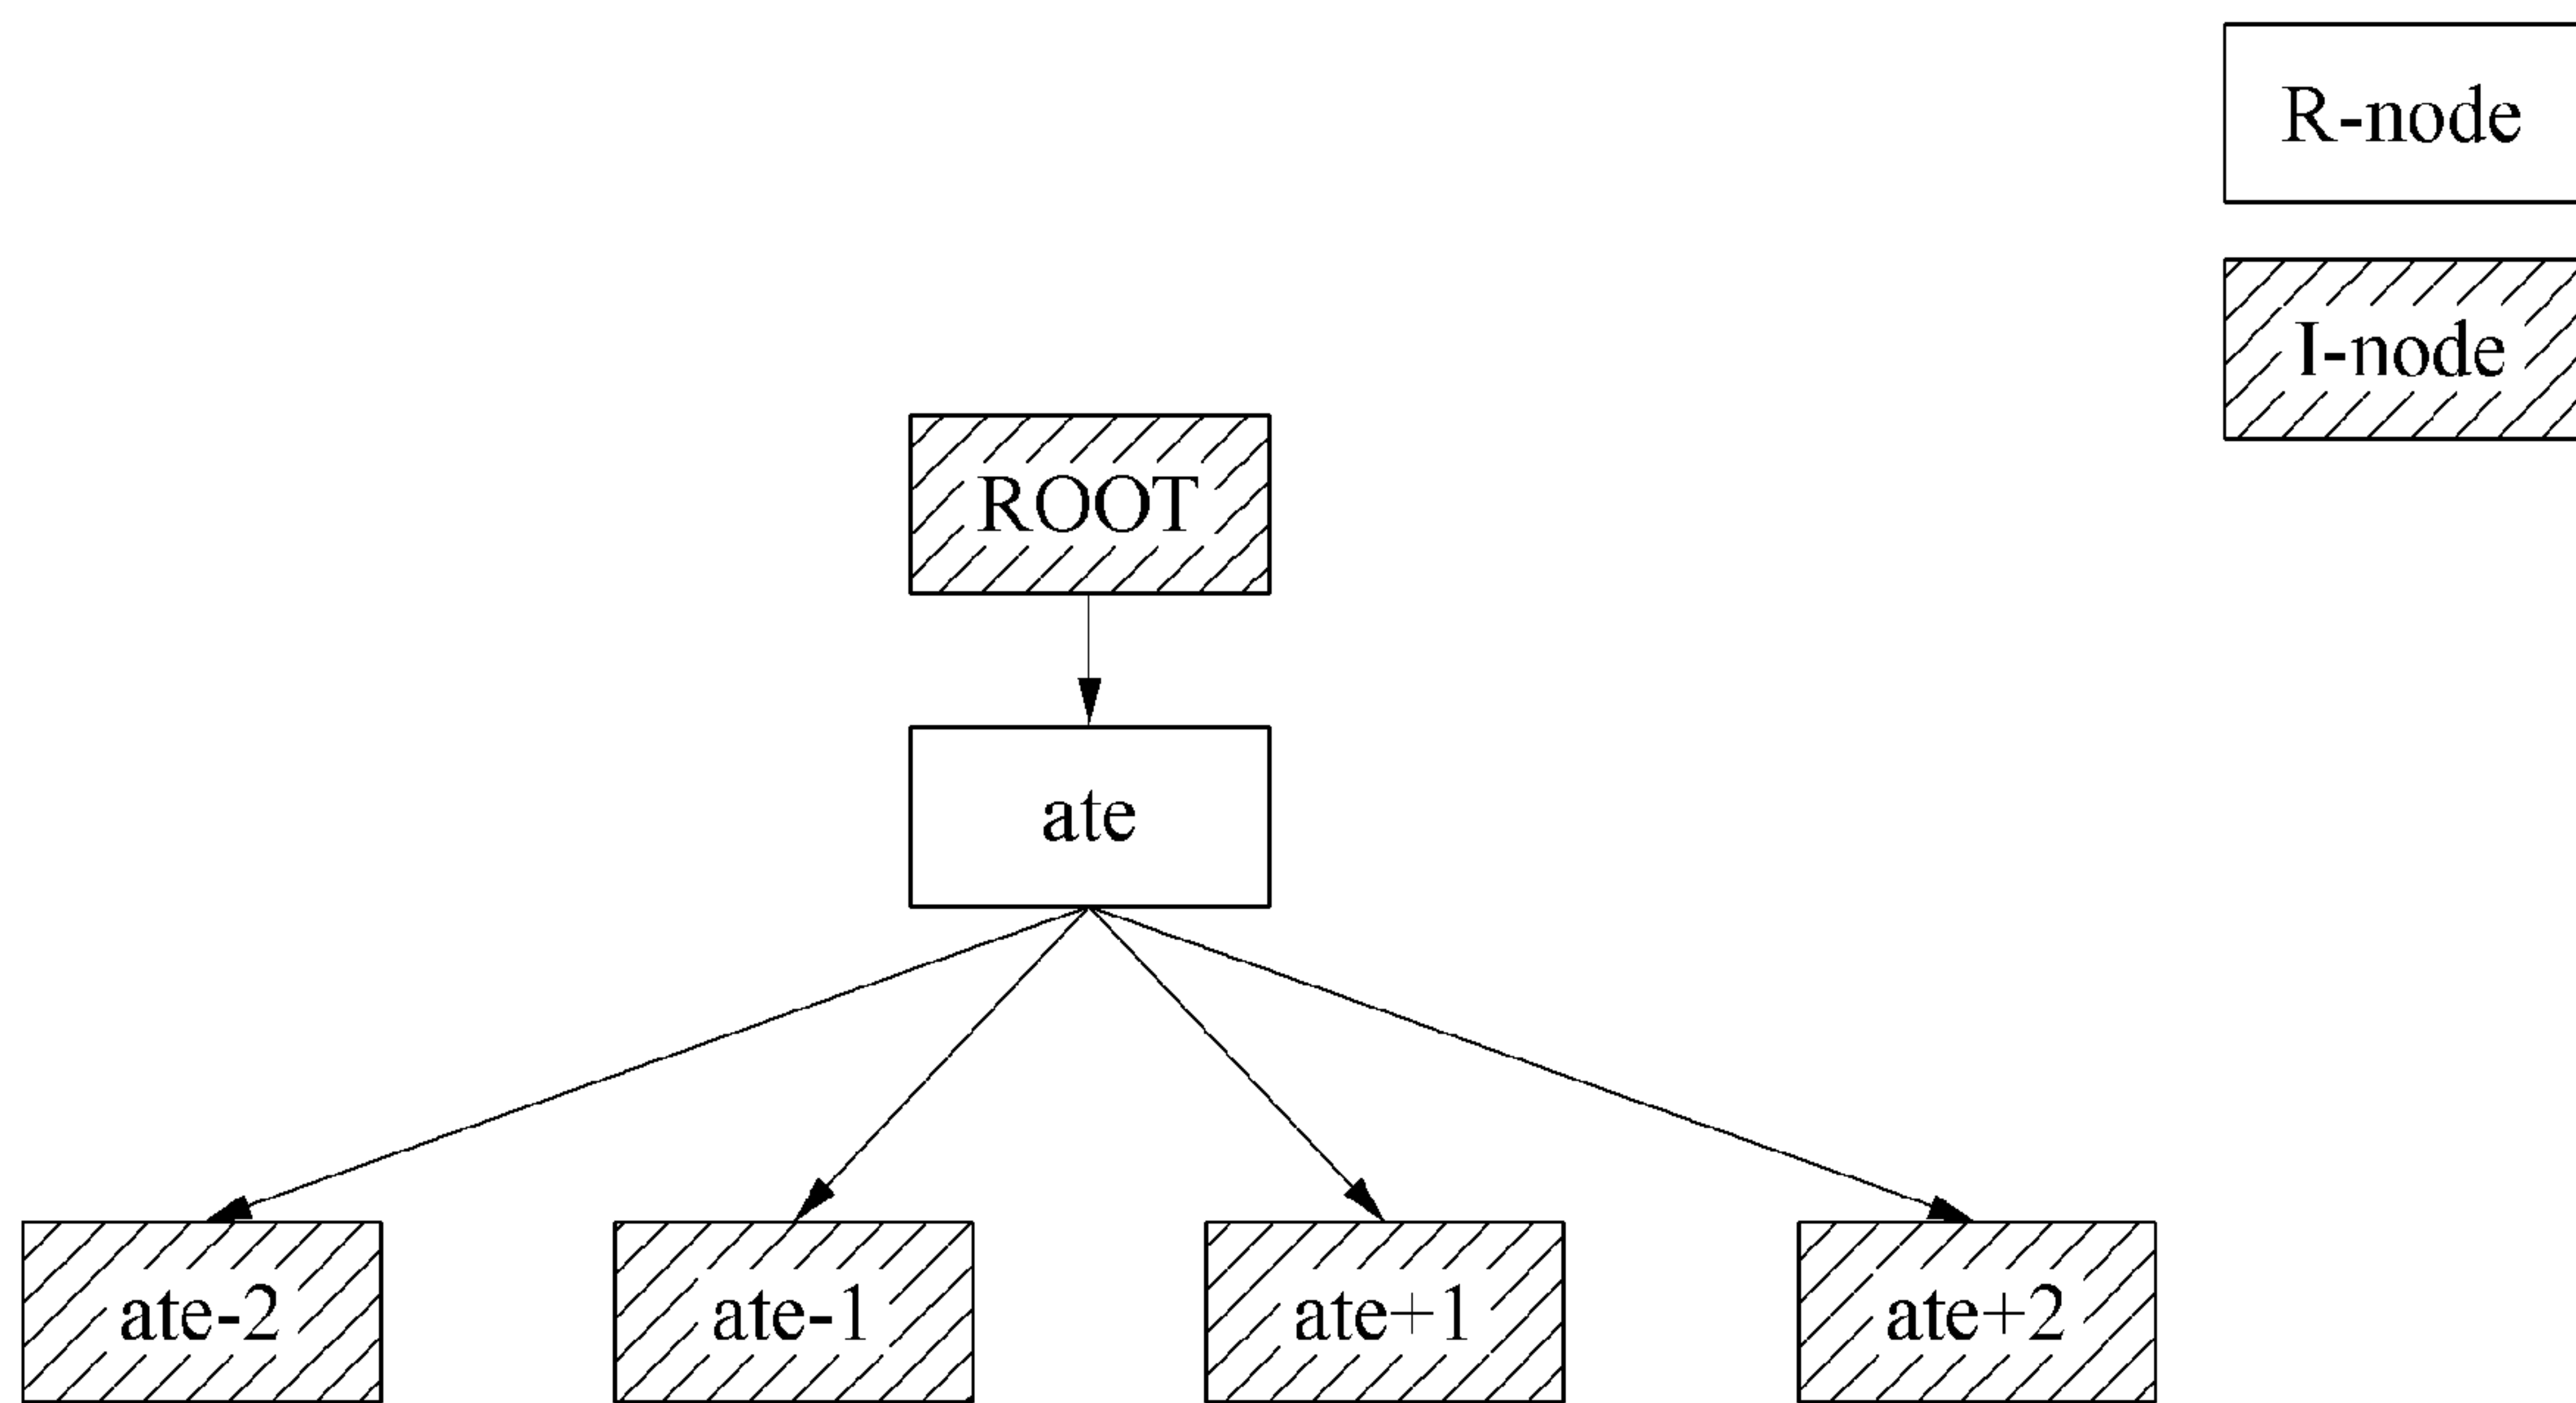 R-node
I-node
ROOT
ate
ate-2
ate-1
ate+1
ate+2